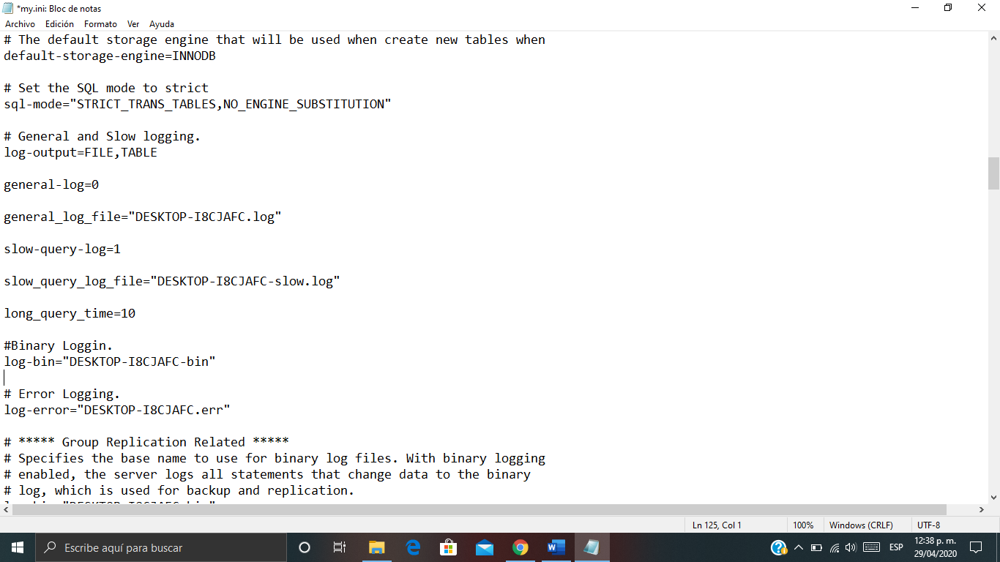 *my.ini: Bloc de notas
Archivo Edición Formato Ver Ayuda
# The default storage engine that will be used when create new tables when
default-storage-engine=INNODB
# Set the SQL mode to strict
sql-mode="STRICT_TRANS_TABLES,NO_ENGINE_SUBSTITUTION"
# General and Slow logging.
log-output=FILE,TABLE
general-log=0
general_log_file="DESKTOP-I8CJAFC.log"
slow-query-log=1
slow_query_log_file="DESKTOP-I8CJAFC-slow.log"
long_query_time=10
#Binary Loggin.
log-bin="DESKTOP-I8CJAFC-bin"
# Error Logging.
log-error="DESKTOP-I8CJAFC.err"
# ***** Group Replication Related *****
# Specifies the base name to use for binary log files. With binary logging
# enabled, the server logs all statements that change data to the binary
# log, which is used for backup and replication.
Ln 125, Col 1 100% Windows (CRLF) UTF-8
Escribe aquí para buscar
ESP
12:38 p. m.
29/04/2020